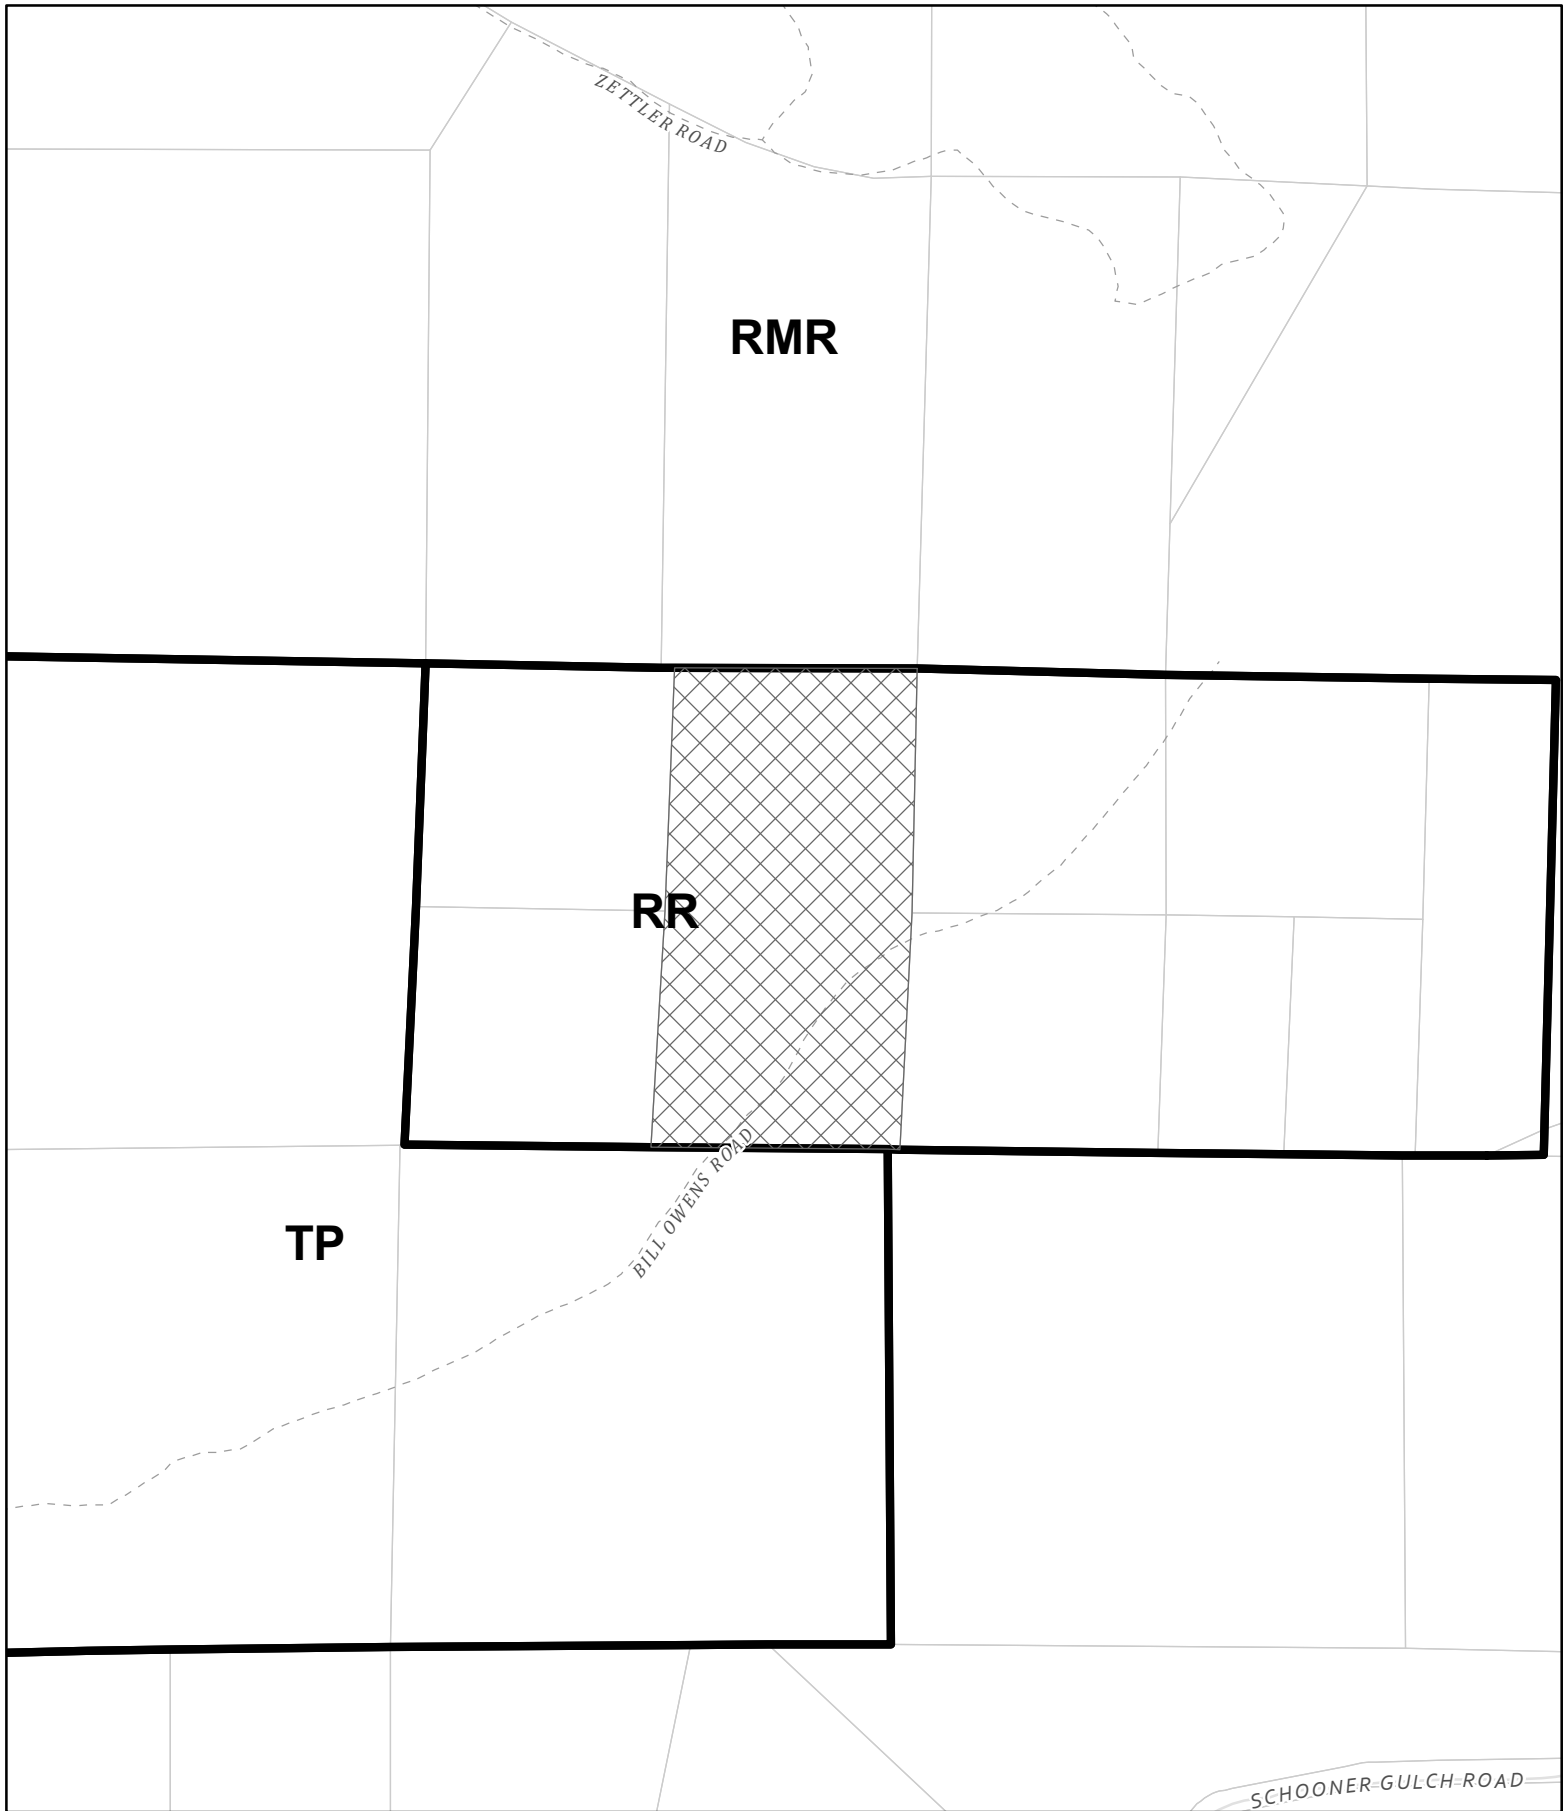 ZETTLER ROAD
RMR
RR
BILL OWENS ROAD
TP
SCHOONER GULCH ROAD